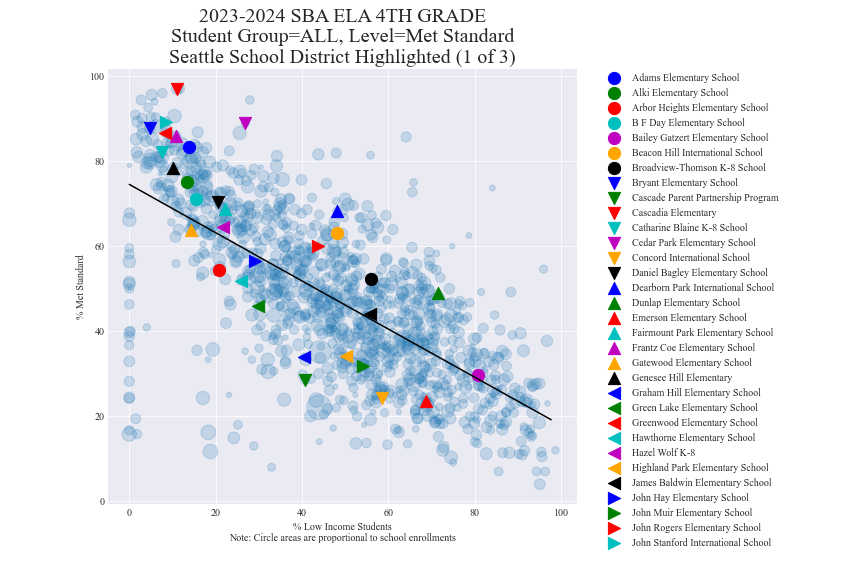 2023-2024 SBA ELA 4TH GRADE
Student Group=ALL, Level=Met Standard
Seattle School District Highlighted (1 of 3)
100
80
60
40
20
0
% Met Standard
0
20
40
60
80
100
% Low Income Students
Note: Circle areas are proportional to school enrollments
Adams Elementary School
Alki Elementary School
Arbor Heights Elementary School
B F Day Elementary School
Bailey Gatzert Elementary School
Beacon Hill International School
Broadview-Thomson K-8 School
Bryant Elementary School
Cascade Parent Partnership Program
Cascadia Elementary
Catharine Blaine K-8 School
Cedar Park Elementary School
Concord International School
Daniel Bagley Elementary School
Dearborn Park International School
Dunlap Elementary School
Emerson Elementary School
Fairmount Park Elementary School
Frantz Coe Elementary School
Gatewood Elementary School
Genesee Hill Elementary
Graham Hill Elementary School
Green Lake Elementary School
Greenwood Elementary School
Hawthorne Elementary School
Hazel Wolf K-8
Highland Park Elementary School
James Baldwin Elementary School
John Hay Elementary School
John Muir Elementary School
John Rogers Elementary School
John Stanford International School